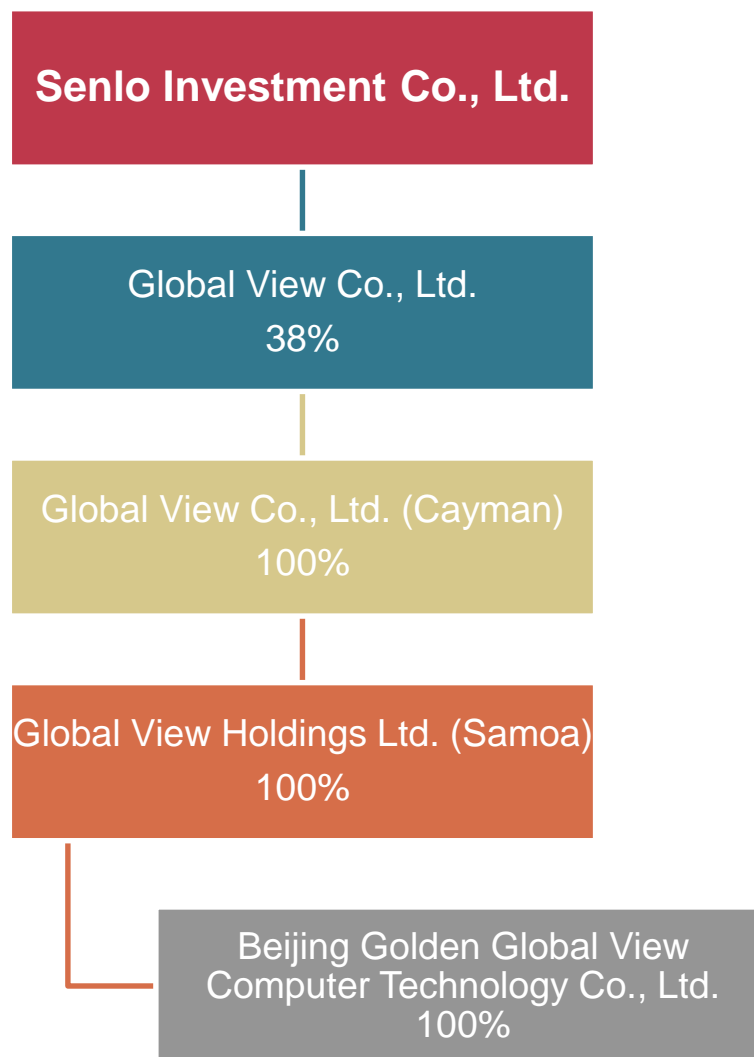 Senlo Investment Co., Ltd.
Global View Co., Ltd.
38%
Global View Co., Ltd. (Cayman)
100%
Global View Holdings Ltd. (Samoa)
100%
Beijing Golden Global View
Computer Technology Co., Ltd.
100%